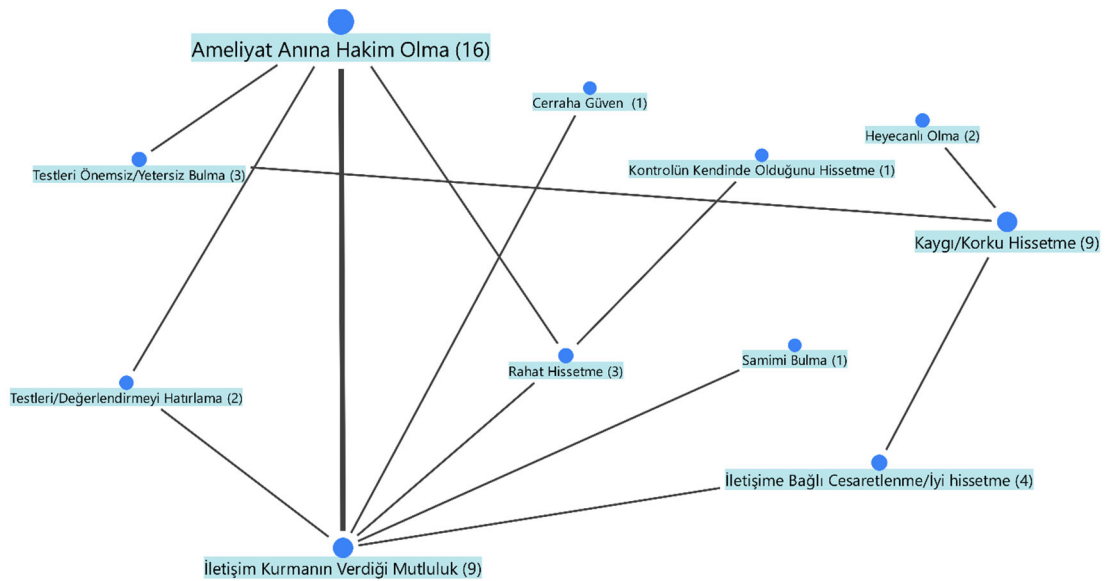 Ameliyat Anına Hakim Olma (16)
Cerraha Güven  (1)
Heyecanlı Olma (2)
Testleri Önemsiz/Yetersiz Bulma (3)
Kontrolün Kendinde Olduğunu Hissetme (1)
Kaygı/Korku Hissetme (9)
Rahat Hissetme (3)
Samimi Bulma (1)
Testleri/Değerlendirmeyi Hatırlama (2)
İletişime Bağlı Cesaretlenme/İyi hissetme (4)
İletişim Kurmanın Verdiği Mutluluk (9)